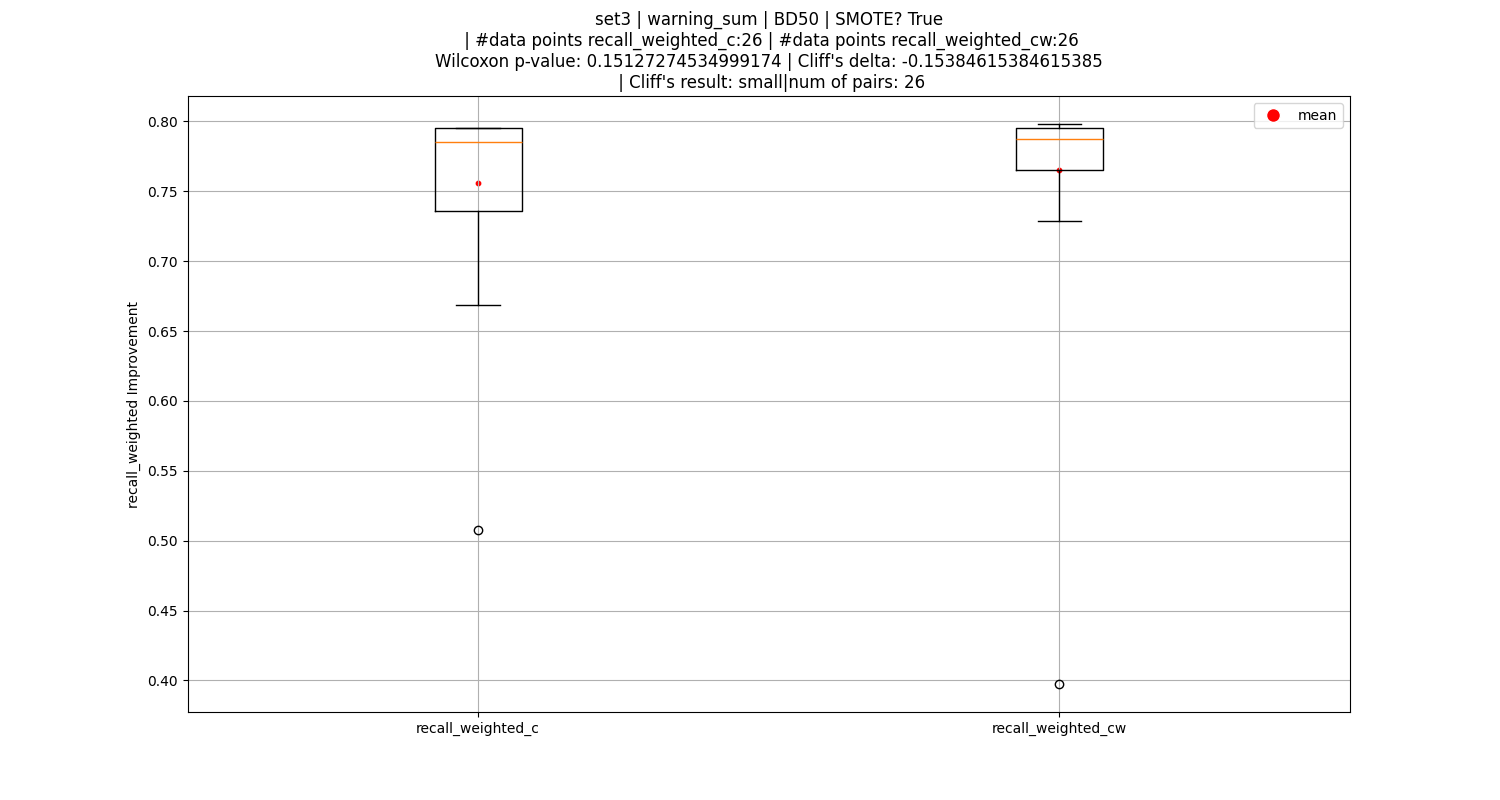 set3 | warning_sum | BD50 | SMOTE? True
| #data points recall_weighted_c:26 | #data points recall_weighted_cw:26
Wilcoxon p-value: 0.15127274534999174 | Cliff's delta: -0.15384615384615385
| Cliff's result: small|num of pairs: 26
mean
0.80
0.75
0.70
0.65
0.60
0.55
0.50
0.45
0.40
recall_weighted Improvement
recall_weighted_c
recall_weighted_cw